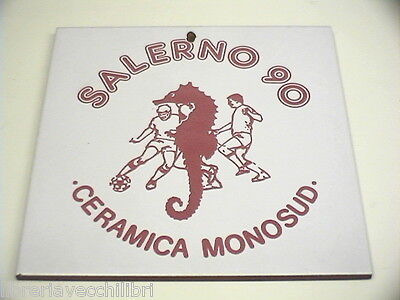 SALERNO 90
·CERAMICA MONOSUD·
libreriavecchilibri